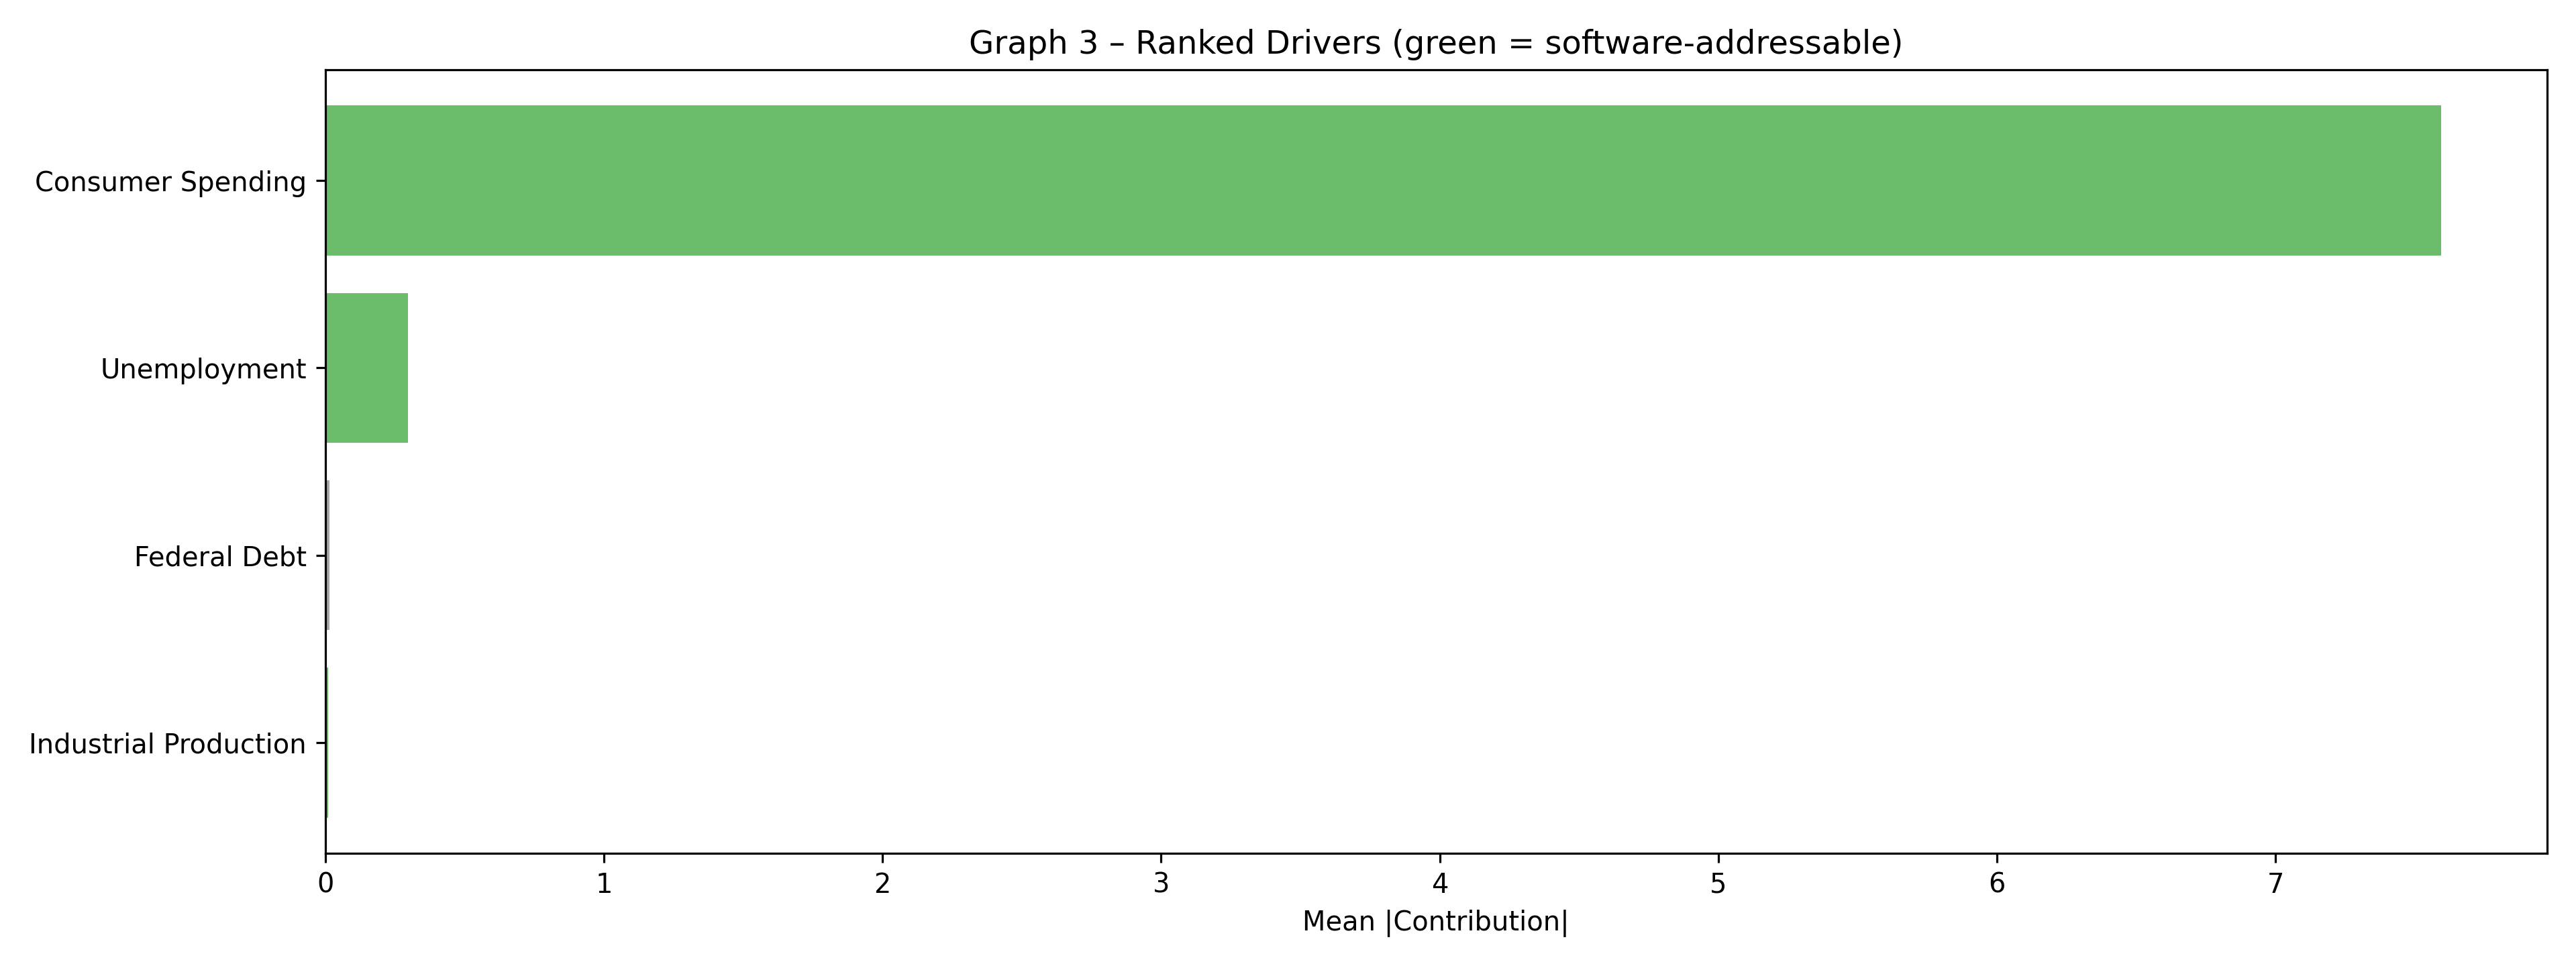 Graph 3 – Ranked Drivers (green = software-addressable)
Consumer Spending
Unemployment
Federal Debt
Industrial Production
0 1 2 3 4 5 6 7
Mean |Contribution|